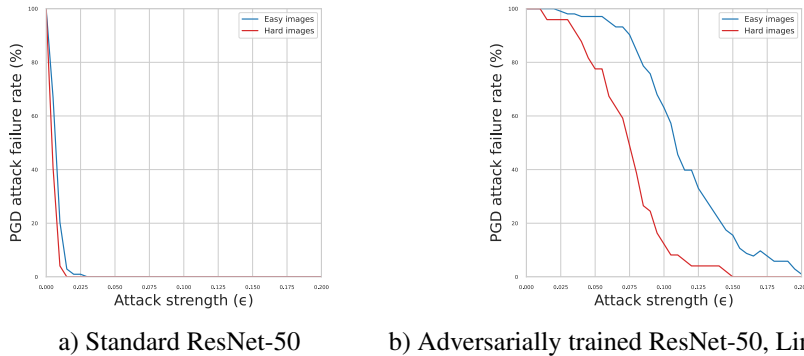 Easy images
Hard images
PGD attack failure rate (%)
100
80
60
40
20
0
0.000 0.025 0.050 0.075 0.100 0.125 0.150 0.175 0.200
Attack strength (ϵ)
a) Standard ResNet-50
Easy images
Hard images
PGD attack failure rate (%)
100
80
60
40
20
0
0.000 0.025 0.050 0.075 0.100 0.125 0.150 0.175 0.200
Attack strength (ϵ)
b) Adversarially trained ResNet-50, Lin